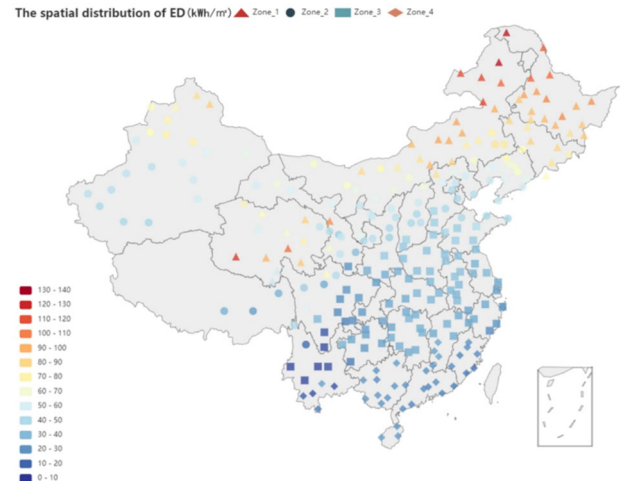 The spatial distribution of ED(kWh/㎡) Zone_1 Zone_2 Zone_3 Zone_4
130 - 140
120 - 130
110 - 120
100 - 110
90 - 100
80 - 90
70 - 80
60 - 70
50 - 60
40 - 50
30 - 40
20 - 30
10 - 20
0 - 10